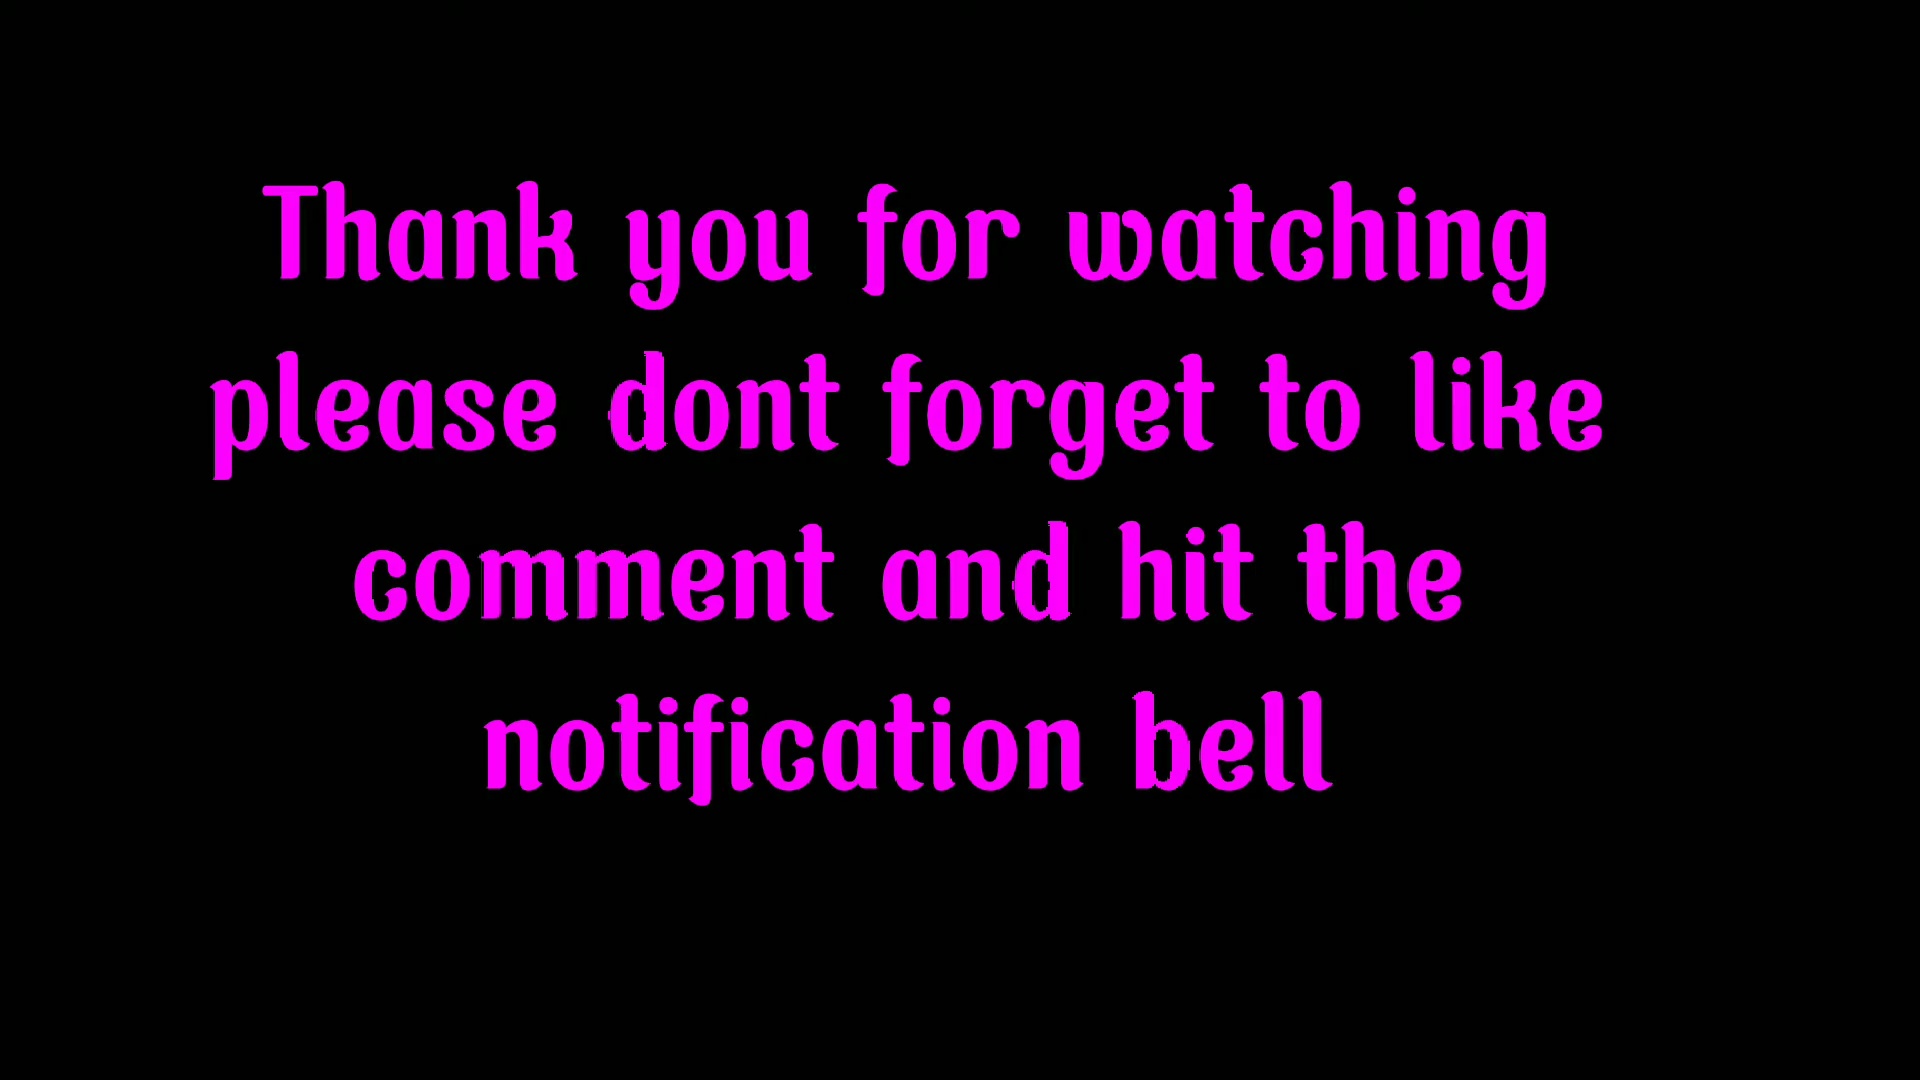 Thank you for watching
please dont forget to like
comment and hit the
notification bell